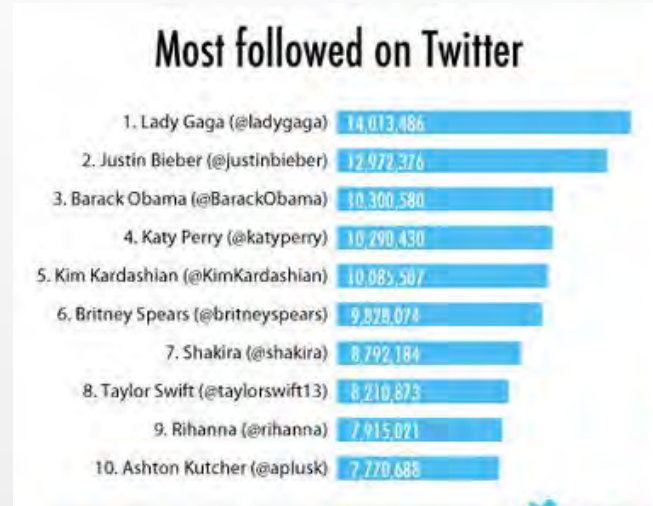 Most followed on Twitter
1. Lady Gaga (@ladygaga) 14,013,486
2. Justin Bieber (@justinbieber) 12,972,376
3. Barack Obama (@BarackObama) 10,300,580
4. Katy Perry (@katyperry) 10,290,430
5. Kim Kardashian (@KimKardashian) 10,085,507
6. Britney Spears (@britneyspears) 9,828,074
7. Shakira (@shakira) 8,792,184
8. Taylor Swift (@taylorswift13) 8,210,873
9. Rihanna (@rihanna) 7,915,021
10. Ashton Kutcher (@aplusk) 7,770,688